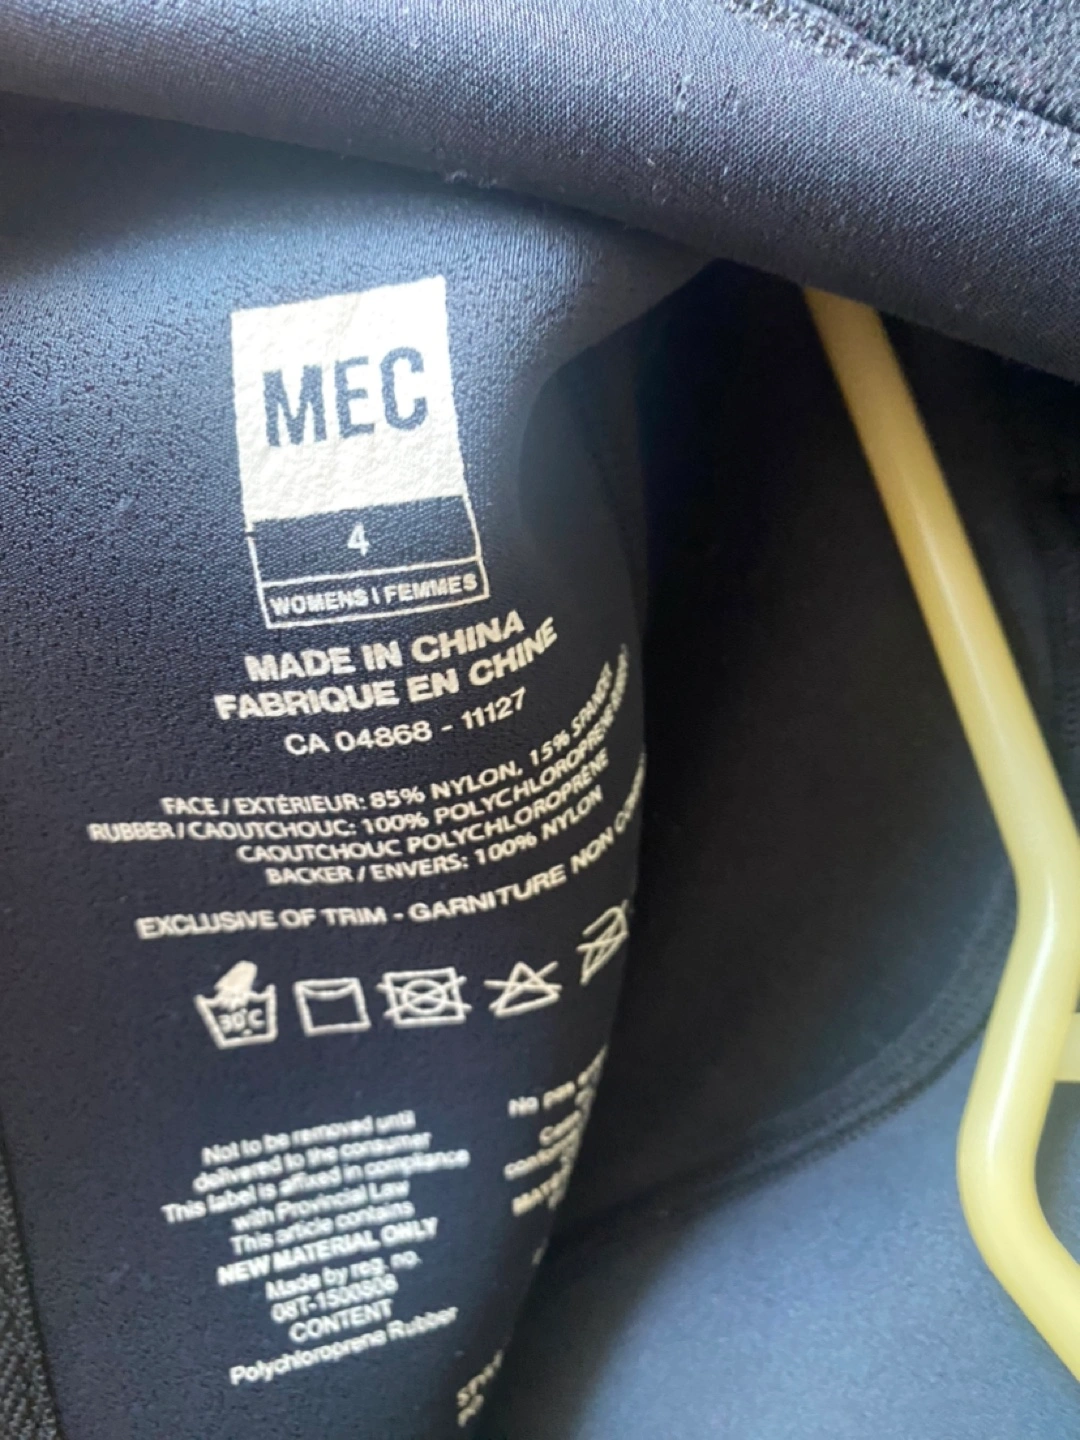 MEC
4
WOMENS | FEMMES
MADE IN CHINA
FABRIQUE EN CHINE
CA 04868 - 11127
FACE / EXTÉRIEUR: 85% NYLON, 15% SPANDEX
RUBBER / CAOUTCHOUC: 100% POLYCHLOROPRENE
CAOUTCHOUC POLYCHLOROPRÈNE
BACKER / ENVERS: 100% NYLON
EXCLUSIVE OF TRIM - GARNITURE NON
30°C
Not to be removed until
delivered to the consumer
This label is affixed in compliance
with Provincial Law
This article contains
NEW MATERIAL ONLY
Made by reg. no.
CONTENT
Polychloroprene Rubber
No pas